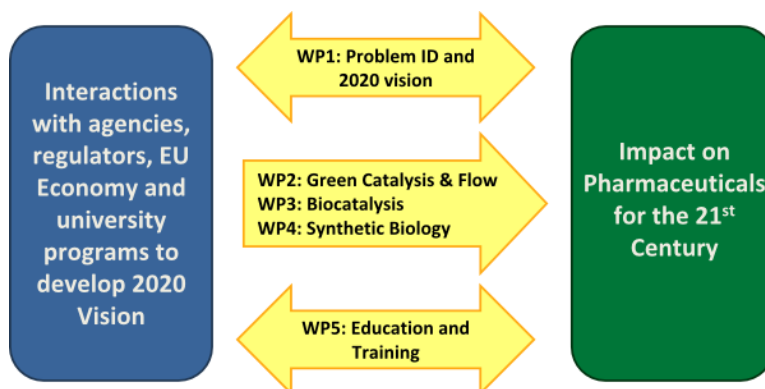 Interactions
with agencies,
regulators, EU
Economy and
university
programs to
develop 2020
Vision
WP1: Problem ID and
2020 vision
WP2: Green Catalysis & Flow
WP3: Biocatalysis
WP4: Synthetic Biology
WP5: Education and
Training
Impact on
Pharmaceuticals
for the 21st
Century